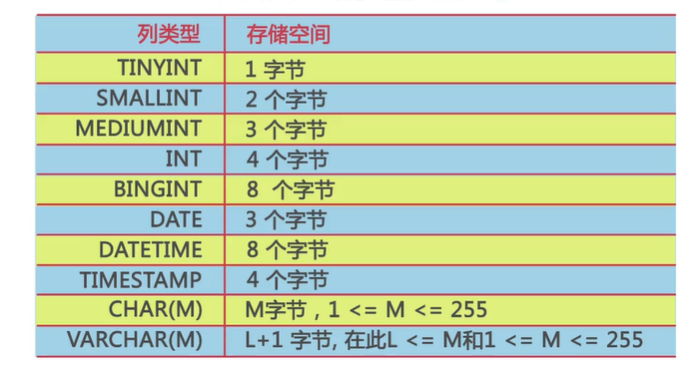 列类型 存储空间
TINYINT 1 字节
SMALLINT 2 个字节
MEDIUMINT 3 个字节
INT 4 个字节
BINGINT 8 个字节
DATE 3 个字节
DATETIME 8 个字节
TIMESTAMP 4 个字节
CHAR(M) M字节 , 1 <= M <= 255
VARCHAR(M) L+1 字节, 在此L <= M和1 <= M <= 255